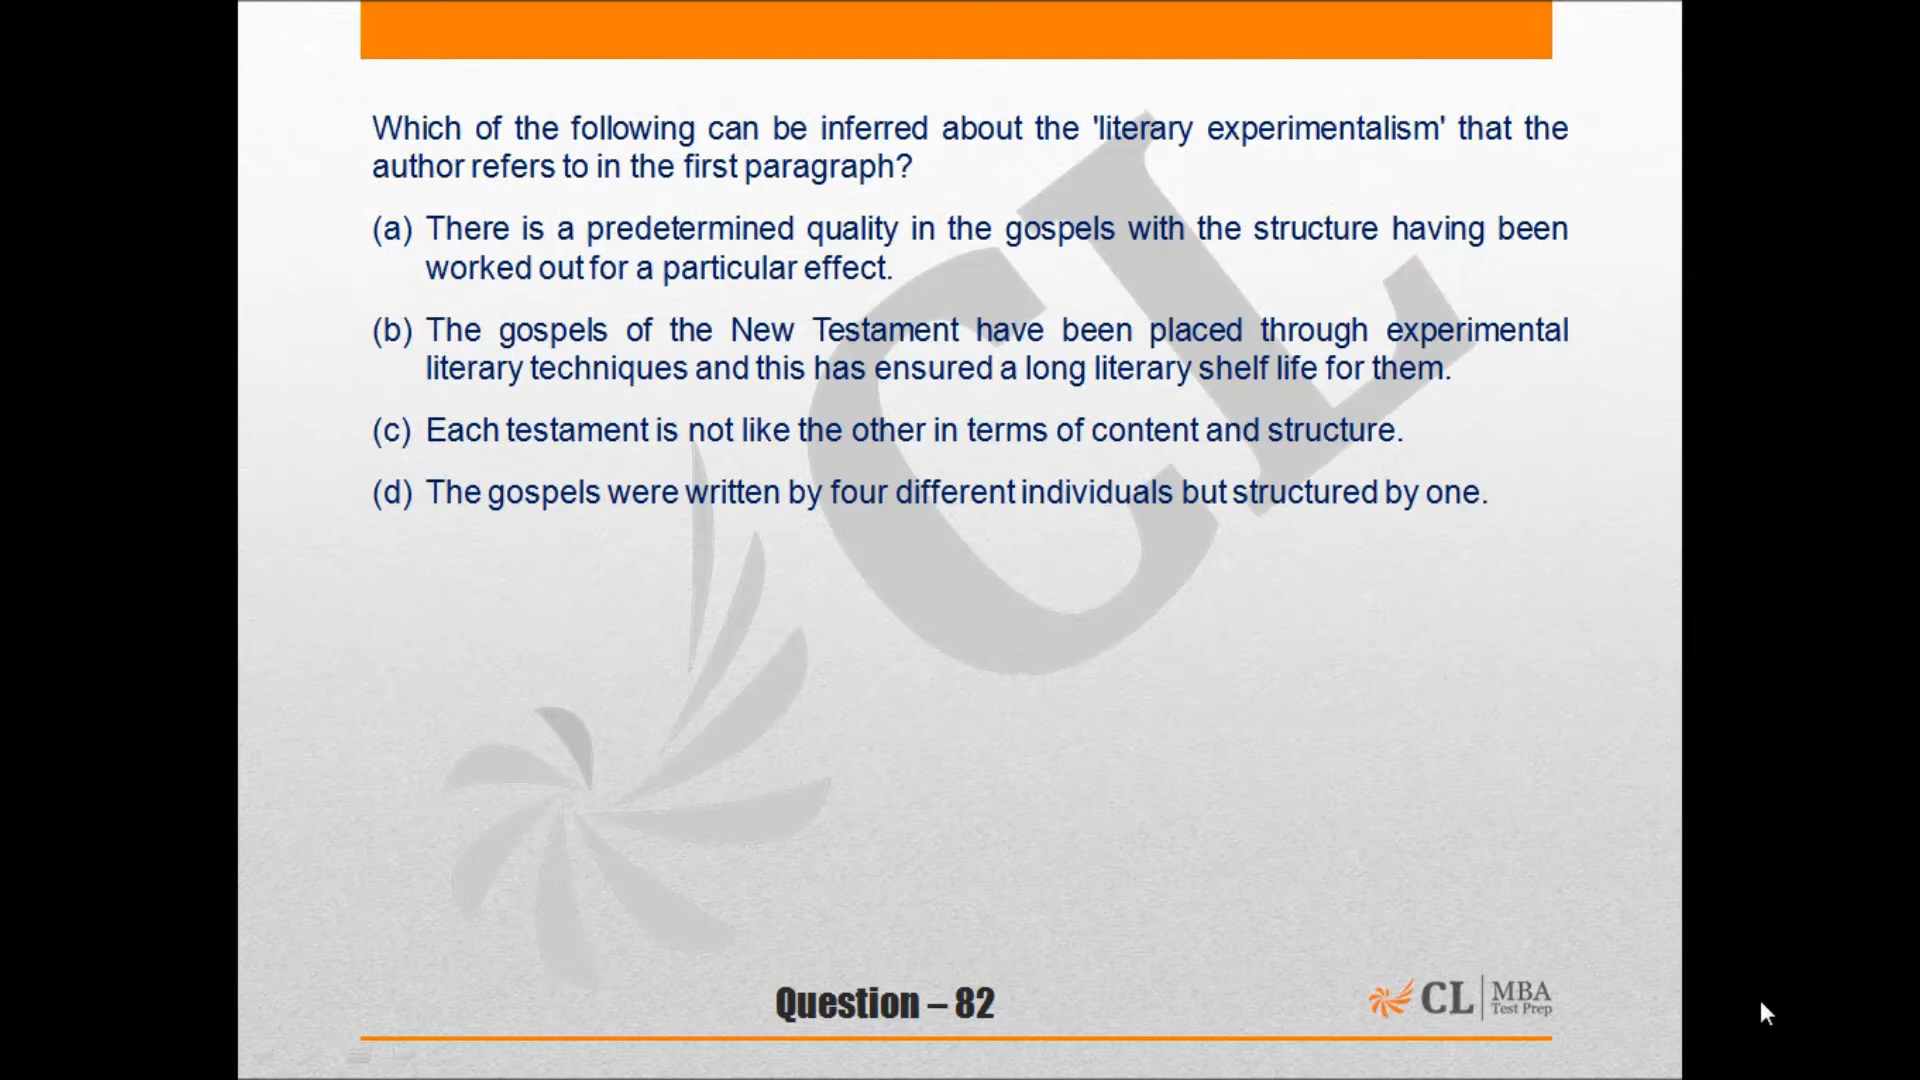 Which of the following can be inferred about the 'literary experimentalism' that the
author refers to in the first paragraph?
(a) There is a predetermined quality in the gospels with the structure having been
worked out for a particular effect.
(b) The gospels of the New Testament have been placed through experimental
literary techniques and this has ensured a long literary shelf life for them.
(c) Each testament is not like the other in terms of content and structure.
(d) The gospels were written by four different individuals but structured by one.
CL
Question – 82
CL MBA
Test Prep